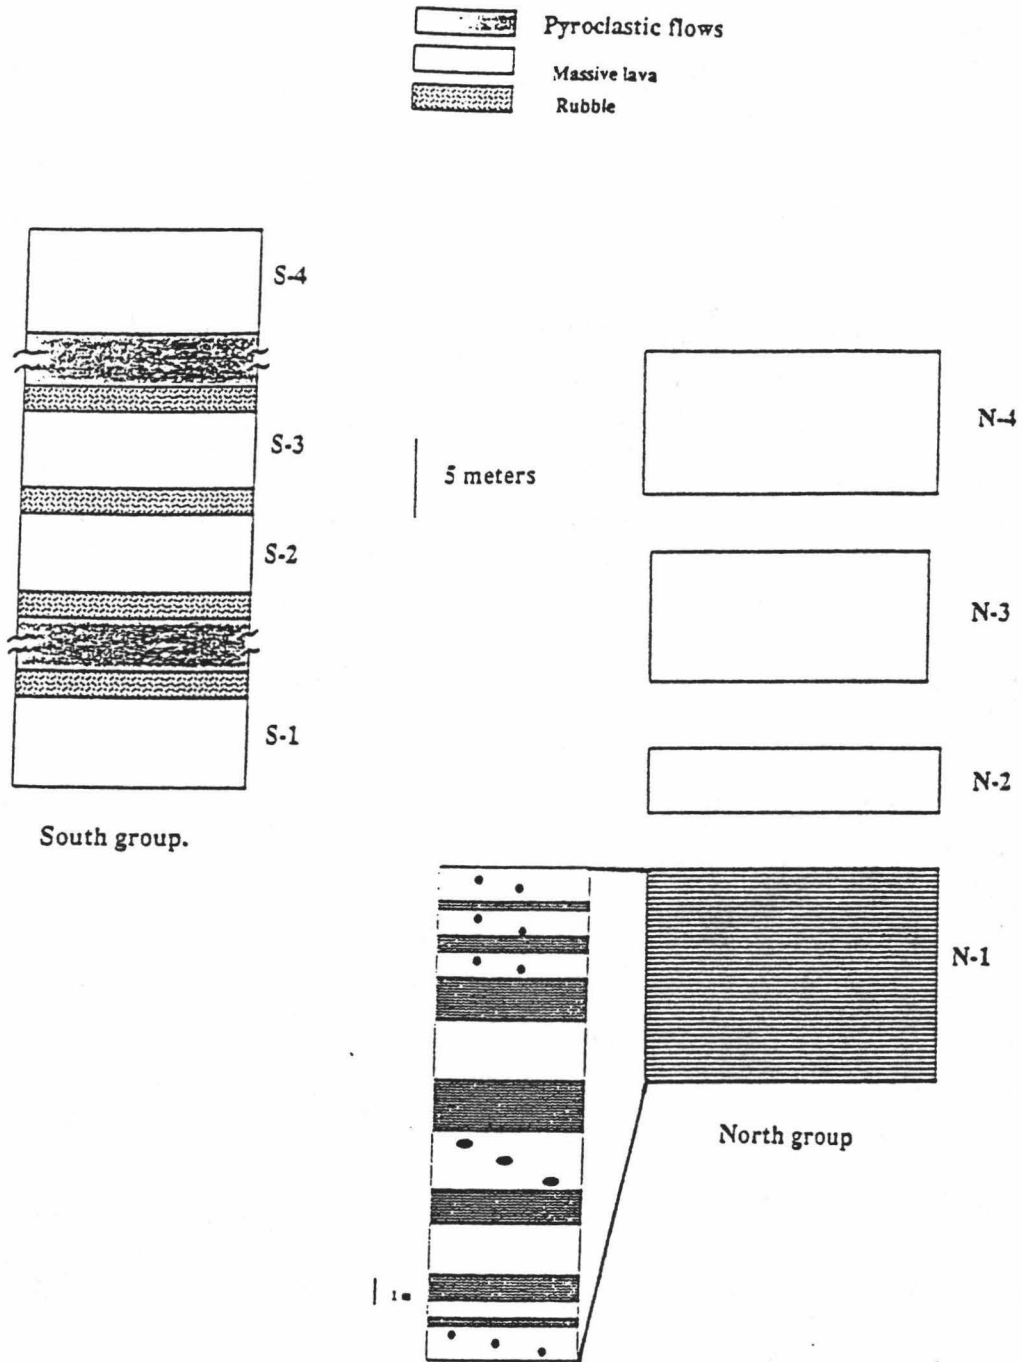 Pyroclastic flows
Massive lava
Rubble
S-4
S-3
S-2
S-1
South group.
5 meters
N-4
N-3
N-2
N-1
North group
1 m